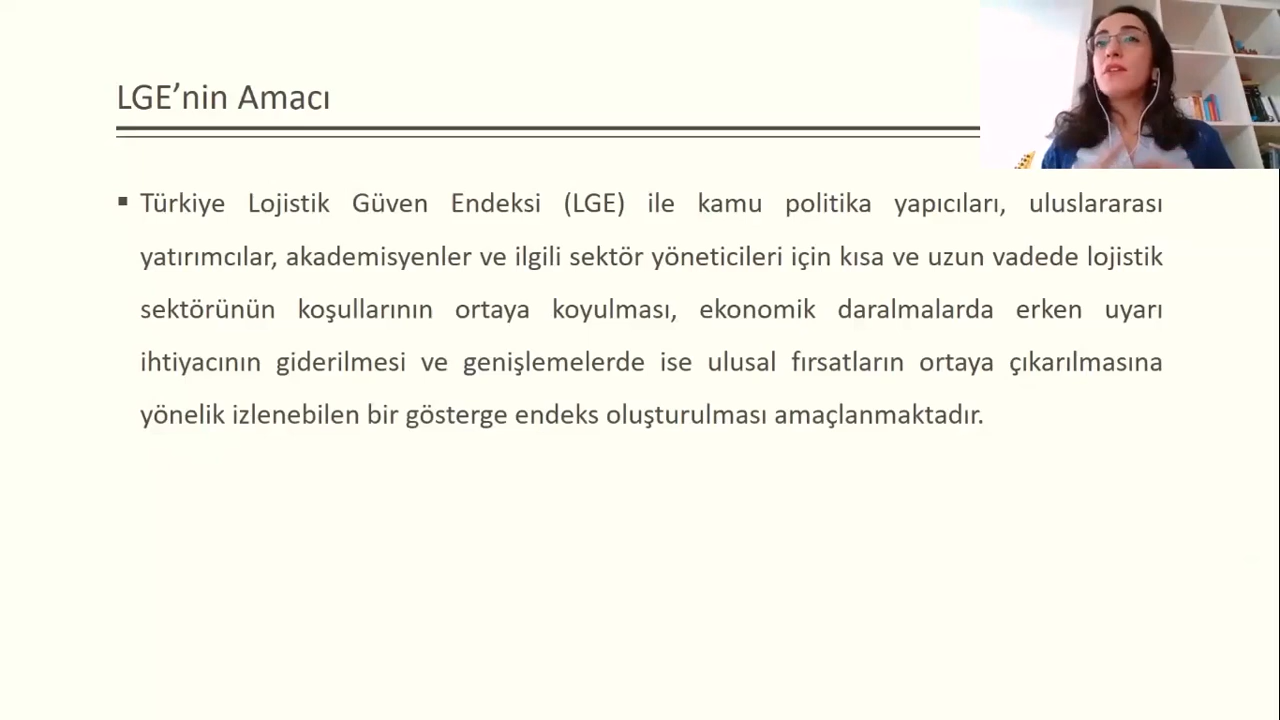 LGE’nin Amacı
▪ Türkiye Lojistik Güven Endeksi (LGE) ile kamu politika yapıcıları, uluslararası
yatırımcılar, akademisyenler ve ilgili sektör yöneticileri için kısa ve uzun vadede lojistik
sektörünün koşullarının ortaya koyulması, ekonomik daralmalarda erken uyarı
ihtiyacının giderilmesi ve genişlemelerde ise ulusal fırsatların ortaya çıkarılmasına
yönelik izlenebilen bir gösterge endeks oluşturulması amaçlanmaktadır.